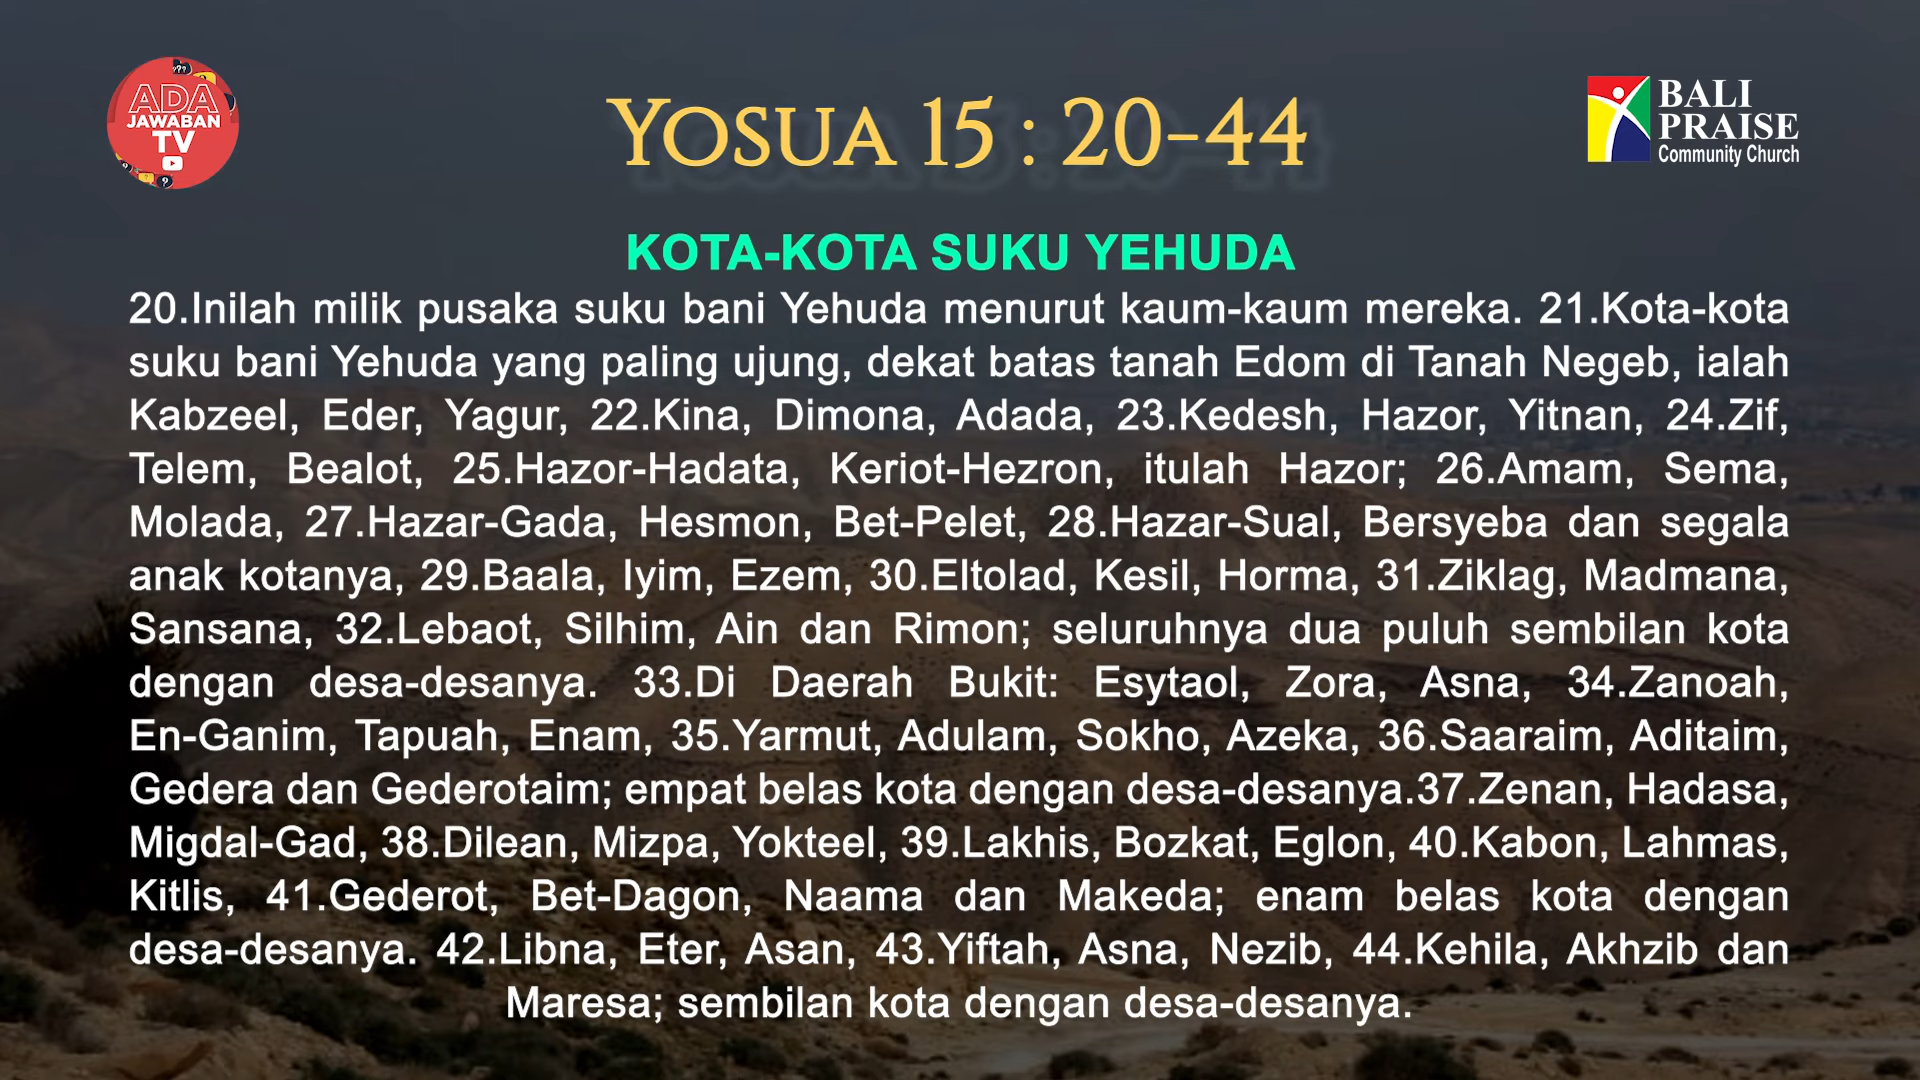 ADA
JAWABAN
TV
YOSUA 15 : 20-44
BALI
PRAISE
Community Church
KOTA-KOTA SUKU YEHUDA
20.Inilah milik pusaka suku bani Yehuda menurut kaum-kaum mereka. 21.Kota-kota
suku bani Yehuda yang paling ujung, dekat batas tanah Edom di Tanah Negeb, ialah
Kabzeel, Eder, Yagur, 22.Kina, Dimona, Adada, 23.Kedesh, Hazor, Yitnan, 24.Zif,
Telem, Bealot, 25.Hazor-Hadata, Keriot-Hezron, itulah Hazor; 26.Amam, Sema,
Molada, 27.Hazar-Gada, Hesmon, Bet-Pelet, 28.Hazar-Sual, Bersyeba dan segala
anak kotanya, 29.Baala, Iyim, Ezem, 30.Eltolad, Kesil, Horma, 31.Ziklag, Madmana,
Sansana, 32.Lebaot, Silhim, Ain dan Rimon; seluruhnya dua puluh sembilan kota
dengan desa-desanya. 33.Di Daerah Bukit: Esytaol, Zora, Asna, 34.Zanoah,
En-Ganim, Tapuah, Enam, 35.Yarmut, Adulam, Sokho, Azeka, 36.Saaraim, Aditaim,
Gedera dan Gederotaim; empat belas kota dengan desa-desanya.37.Zenan, Hadasa,
Migdal-Gad, 38.Dilean, Mizpa, Yokteel, 39.Lakhis, Bozkat, Eglon, 40.Kabon, Lahmas,
Kitlis, 41.Gederot, Bet-Dagon, Naama dan Makeda; enam belas kota dengan
desa-desanya. 42.Libna, Eter, Asan, 43.Yiftah, Asna, Nezib, 44.Kehila, Akhzib dan
Maresa; sembilan kota dengan desa-desanya.